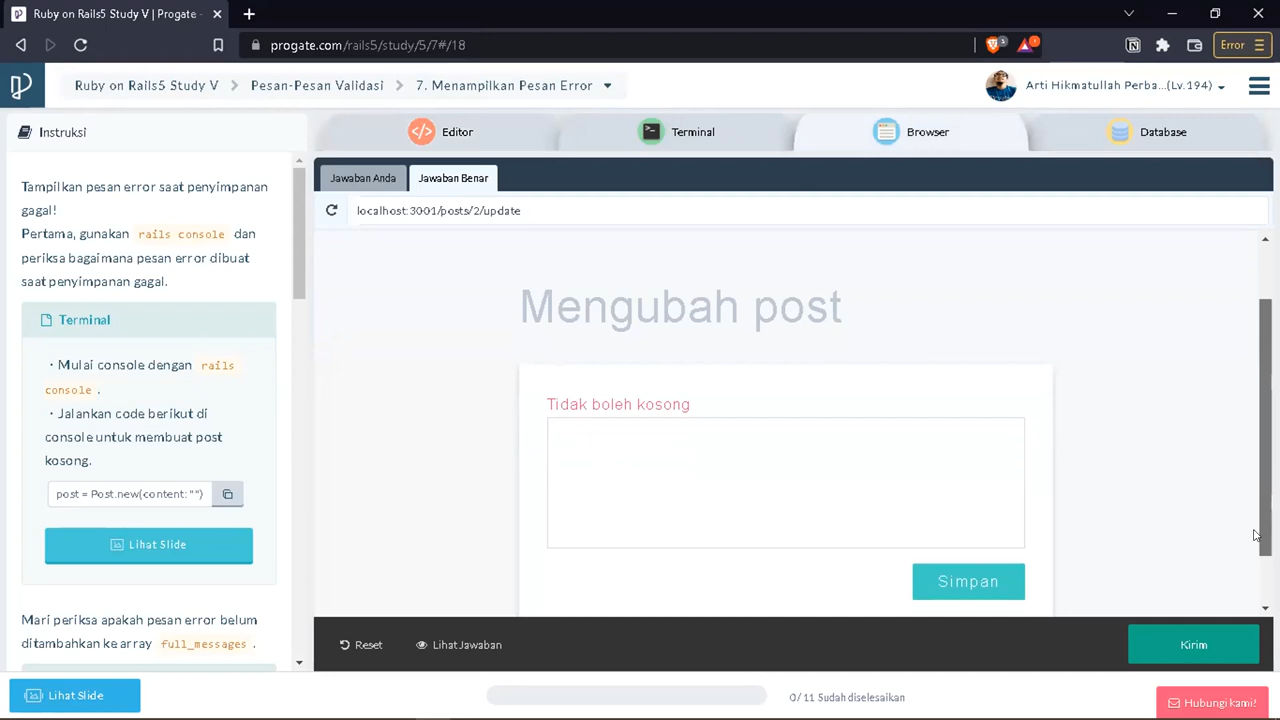 Ruby on Rails5 Study V | Progate -
progate.com/rails5/study/5/7#/18
Error
Ruby on Rails5 Study V
Pesan-Pesan Validasi
7. Menampilkan Pesan Error
Arti Hikmatullah Perba...(Lv.194)
Instruksi
Editor
Terminal
Browser
Database
Tampilkan pesan error saat penyimpanan
gagal!
Pertama, gunakan rails console dan
periksa bagaimana pesan error dibuat
saat penyimpanan gagal.
Terminal
・Mulai console dengan rails
console .
・Jalankan code berikut di
console untuk membuat post
kosong.
post = Post.new(content: "")
Lihat Slide
Mari periksa apakah pesan error belum
ditambahkan ke array full_messages .
Jawaban Anda
Jawaban Benar
localhost:3001/posts/2/update
Mengubah post
Tidak boleh kosong
Simpan
Reset
Lihat Jawaban
Kirim
Lihat Slide
0/ 11 Sudah diselesaikan
Hubungi kami!